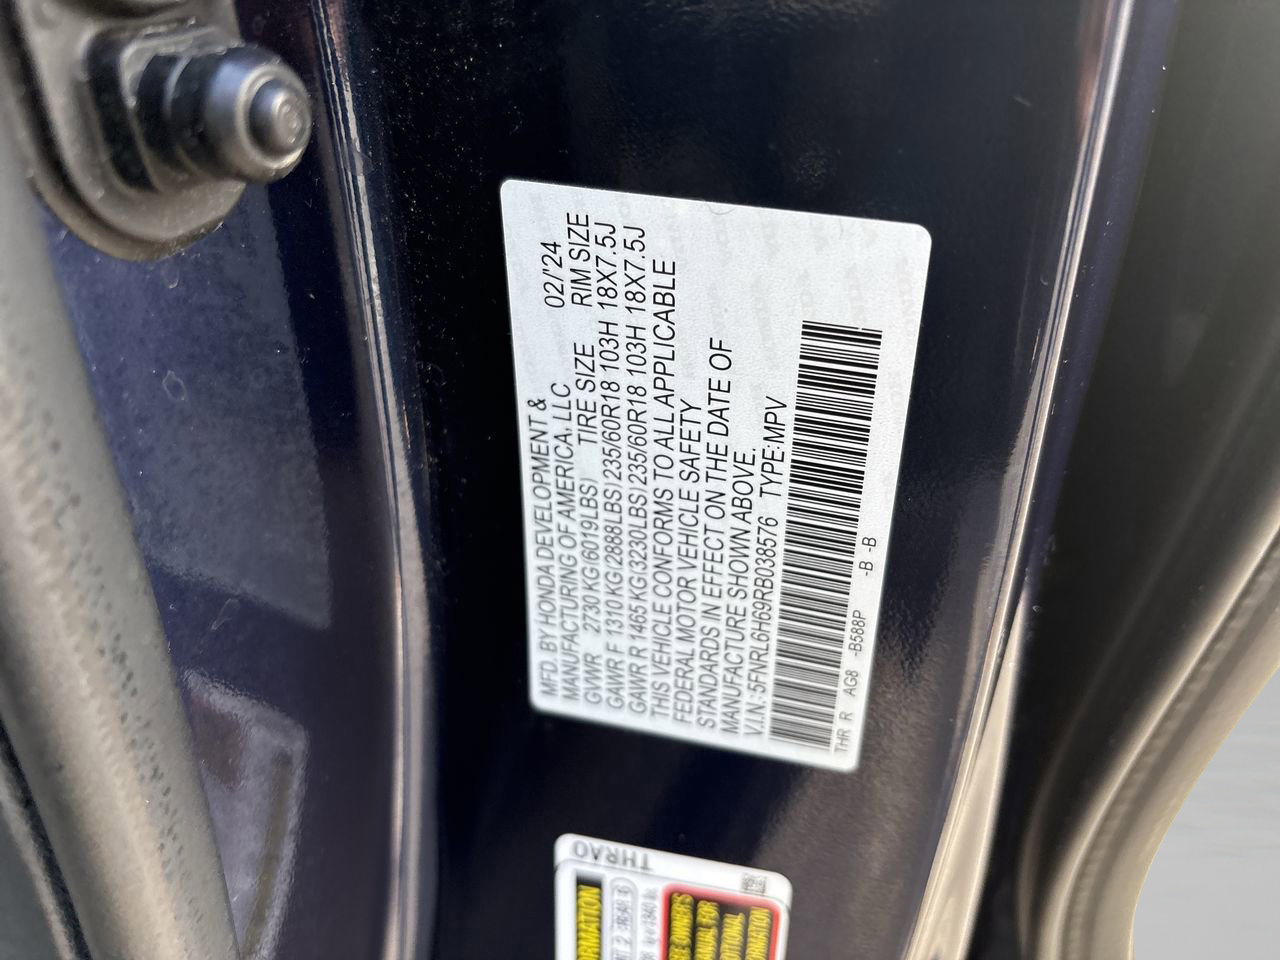 MFD. BY HONDA DEVELOPMENT &
MANUFACTURING OF AMERICA, LLC 02/'24
GVWR 2730 KG(6019LBS) TIRE SIZE RIM SIZE
GAWR F 1310 KG(2888LBS) 235/60R18 103H 18X7.5J
GAWR R 1465 KG(3230LBS) 235/60R18 103H 18X7.5J
THIS VEHICLE CONFORMS TO ALL APPLICABLE
FEDERAL MOTOR VEHICLE SAFETY
STANDARDS IN EFFECT ON THE DATE OF
MANUFACTURE SHOWN ABOVE.
V.I.N.:5FNRL6H69RB038576 TYPE:MPV
THR R AG8 -B588P -B -B
THRAO